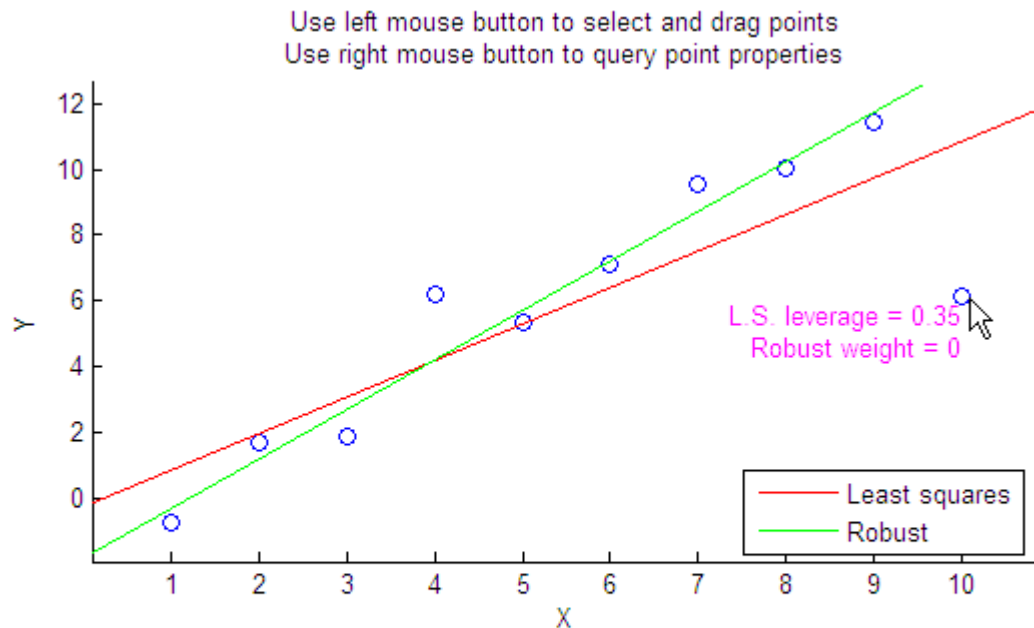 Use left mouse button to select and drag points
Use right mouse button to query point properties
12
10
8
6
4
2
0
Y
L.S. leverage = 0.35
Robust weight = 0
Least squares
Robust
1 2 3 4 5 6 7 8 9 10
X